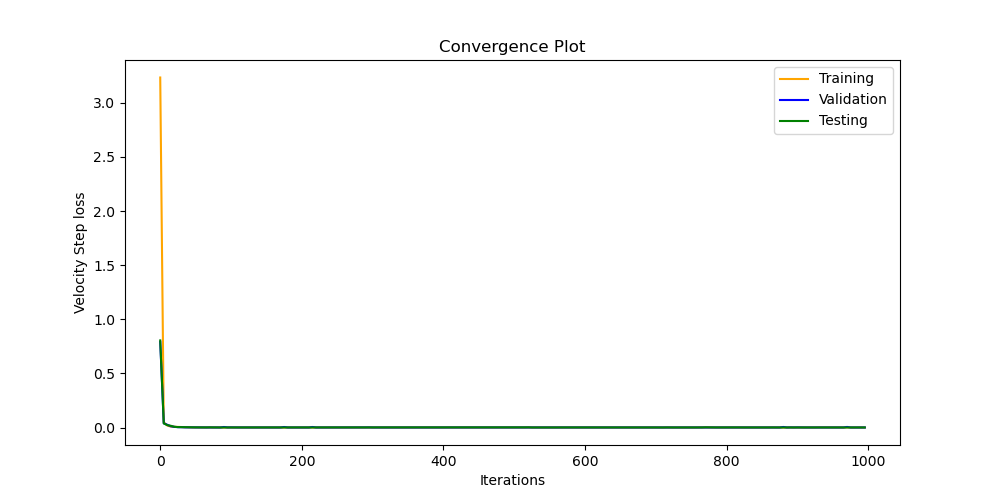 Convergence Plot
Training
Validation
Testing
3.0
2.5
2.0
1.5
1.0
0.5
0.0
Velocity Step loss
0 200 400 600 800 1000
Iterations